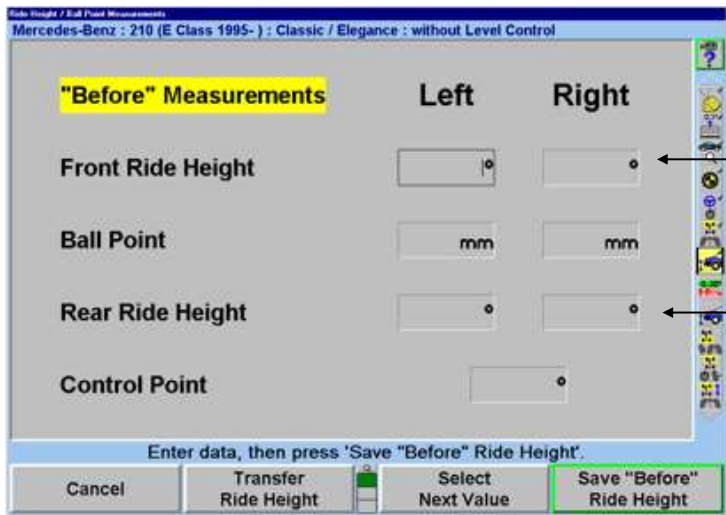 Ride Height / Ball Point Measurements
Mercedes-Benz : 210 (E Class 1995- ) : Classic / Elegance : without Level Control
"Before" Measurements Left Right
Front Ride Height ° °
Ball Point mm mm
Rear Ride Height ° °
Control Point °
Enter data, then press 'Save "Before" Ride Height'.
Cancel
Transfer
Ride Height
Select
Next Value
Save "Before"
Ride Height